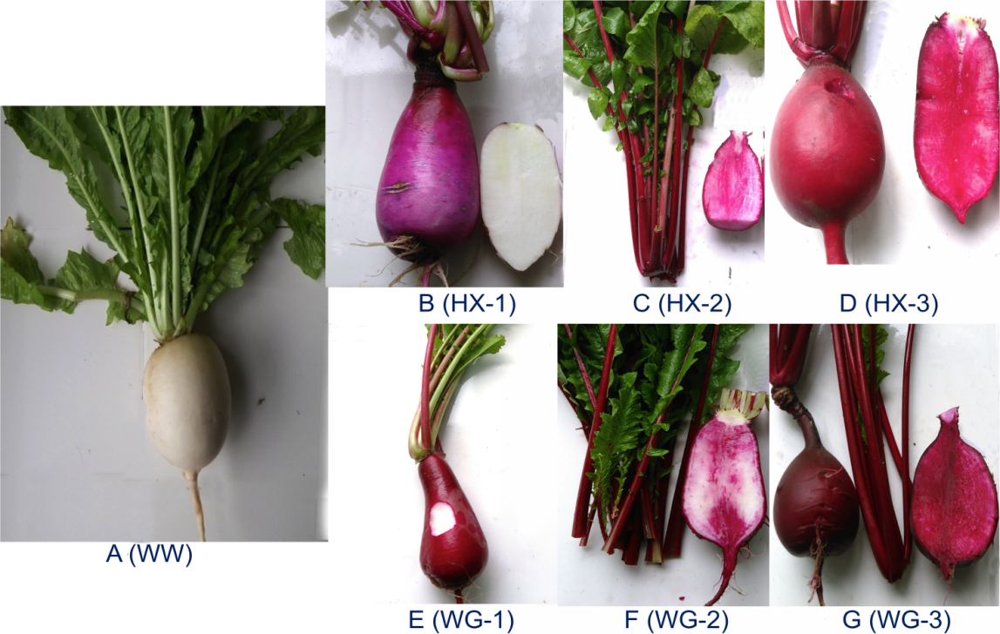 B (HX-1)
C (HX-2)
D (HX-3)
A (WW)
E (WG-1)
F (WG-2)
G (WG-3)